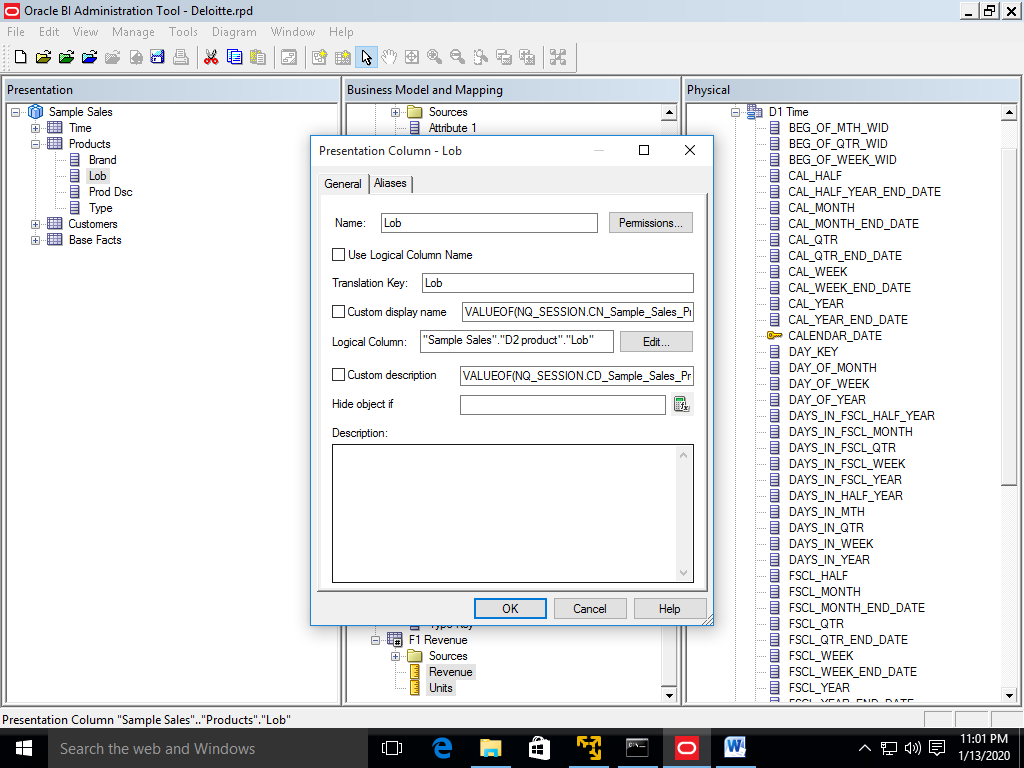 Oracle BI Administration Tool - Deloitte.rpd
File Edit View Manage Tools Diagram Window Help
Presentation
Sample Sales
Time
Products
Brand
Lob
Prod Dsc
Type
Customers
Base Facts
Business Model and Mapping
Sources
Attribute 1
Presentation Column - Lob
General Aliases
Name: Lob Permissions...
Use Logical Column Name
Translation Key: Lob
Custom display name VALUEOF(NQ_SESSION.CN_Sample_Sales_Pr
Logical Column: "Sample Sales"."D2 product"."Lob" Edit...
Custom description VALUEOF(NQ_SESSION.CD_Sample_Sales_Pr
Hide object if
Description:
OK Cancel Help
Type Key
F1 Revenue
Sources
Revenue
Units
Physical
D1 Time
BEG_OF_MTH_WID
BEG_OF_QTR_WID
BEG_OF_WEEK_WID
CAL_HALF
CAL_HALF_YEAR_END_DATE
CAL_MONTH
CAL_MONTH_END_DATE
CAL_QTR
CAL_QTR_END_DATE
CAL_WEEK
CAL_WEEK_END_DATE
CAL_YEAR
CAL_YEAR_END_DATE
CALENDAR_DATE
DAY_KEY
DAY_OF_MONTH
DAY_OF_WEEK
DAY_OF_YEAR
DAYS_IN_FSCL_HALF_YEAR
DAYS_IN_FSCL_MONTH
DAYS_IN_FSCL_QTR
DAYS_IN_FSCL_WEEK
DAYS_IN_FSCL_YEAR
DAYS_IN_HALF_YEAR
DAYS_IN_MTH
DAYS_IN_QTR
DAYS_IN_WEEK
DAYS_IN_YEAR
FSCL_HALF
FSCL_MONTH
FSCL_MONTH_END_DATE
FSCL_QTR
FSCL_QTR_END_DATE
FSCL_WEEK
FSCL_WEEK_END_DATE
FSCL_YEAR
FSCL_YEAR_END_DATE
Presentation Column "Sample Sales".."Products"."Lob"
Search the web and Windows
11:01 PM
1/13/2020